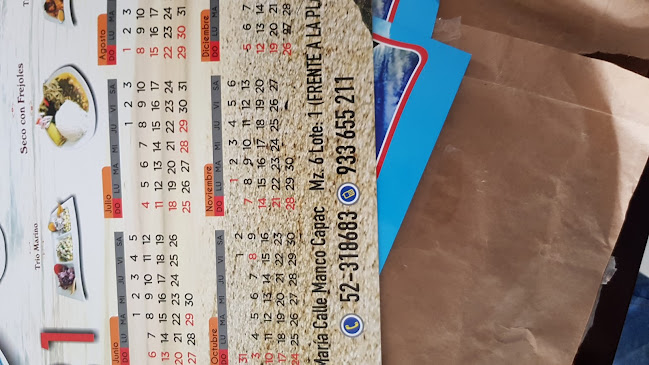 1
Trio Marino
Seco con Frejoles
Junio
DO LU MA MI JU VI SA
1 2 3 4 5
6 7 8 9 10 11 12
13 14 15 16 17 18 19
20 21 22 23 24 25 26
27 28 29 30
Julio
DO LU MA MI JU VI SA
1 2 3
4 5 6 7 8 9 10
11 12 13 14 15 16 17
18 19 20 21 22 23 24
25 26 27 28 29 30 31
Agosto
DO LU MA
1 2 3
8 9 10
15 16 17
22 23 24
29 30 31
Octubre
DO LU MA MI JU VI SA
31 1 2
3 4 5 6 7 8 9
10 11 12 13 14 15 16
17 18 19 20 21 22 23
24 25 26 27 28 29 30
Noviembre
DO LU MA MI JU VI SA
1 2 3 4 5 6
7 8 9 10 11 12 13
14 15 16 17 18 19 20
21 22 23 24 25 26 27
28 29 30
Diciembre
DO LU MA
5 6 7
12 13 14
19 20 21
26 27 28
María Calle Manco Capac Mz. 6 Lote: 1 (FRENTE A LA PU
52-318683 933 655 211